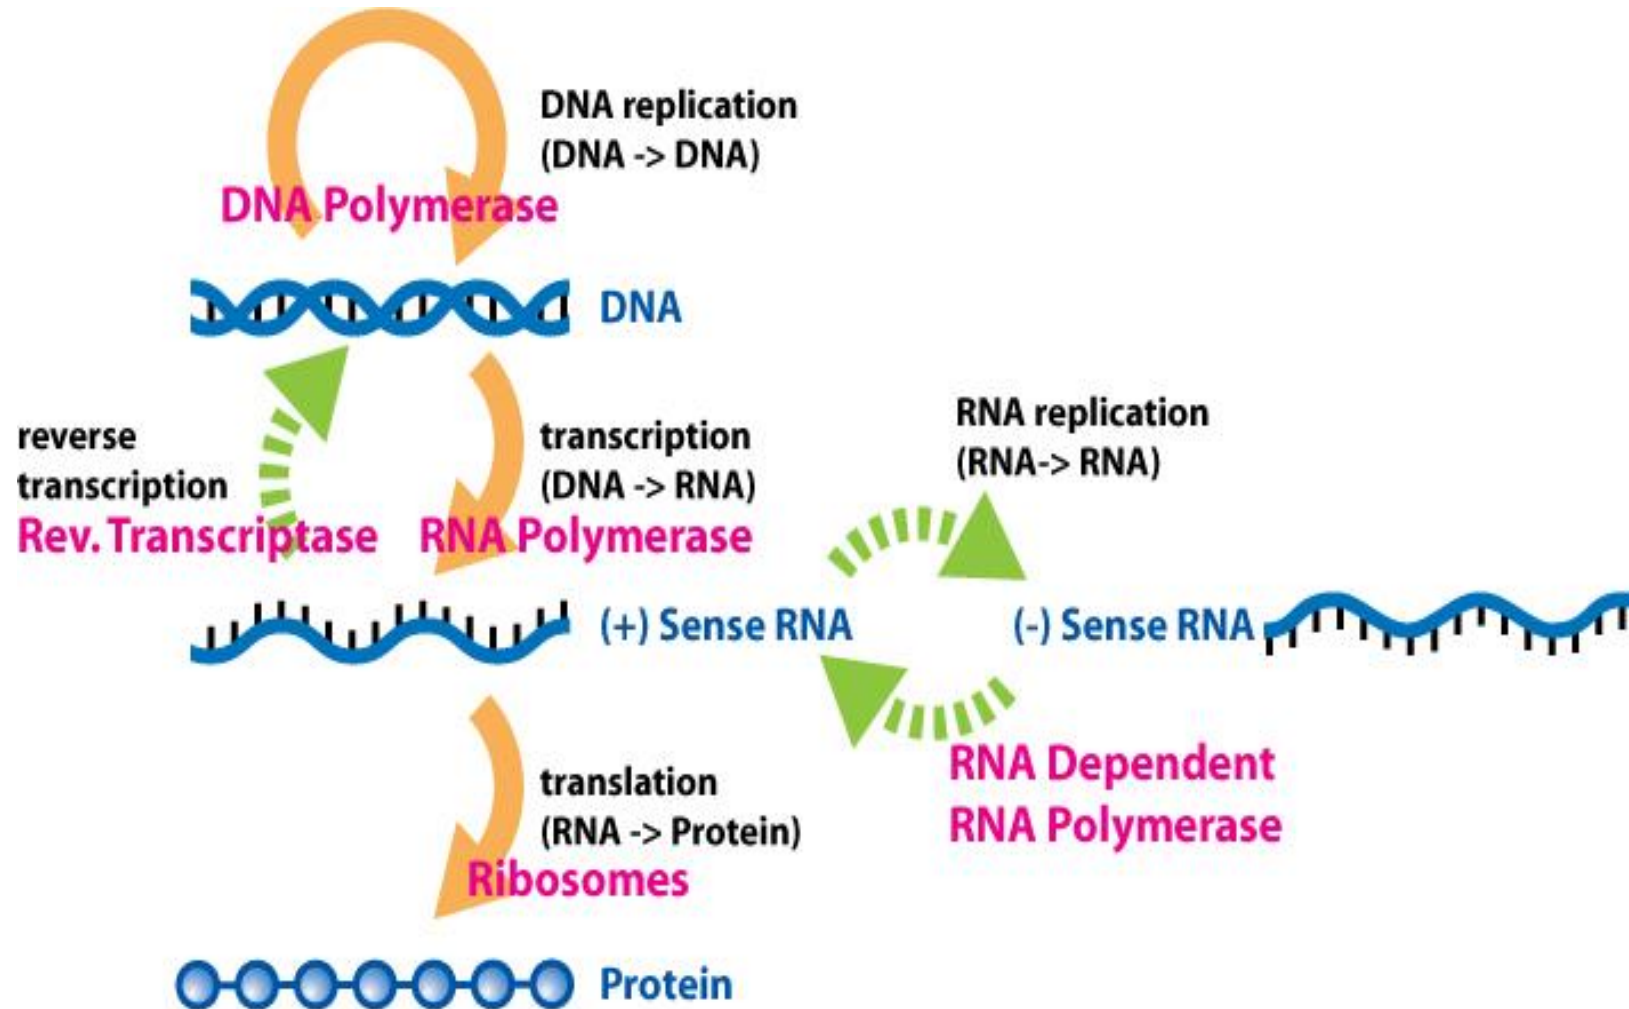 DNA replication
(DNA -> DNA)
DNA Polymerase
DNA
reverse
transcription
Rev. Transcriptase
transcription
(DNA -> RNA)
RNA Polymerase
RNA replication
(RNA-> RNA)
(+) Sense RNA
(-) Sense RNA
RNA Dependent
RNA Polymerase
translation
(RNA -> Protein)
Ribosomes
Protein